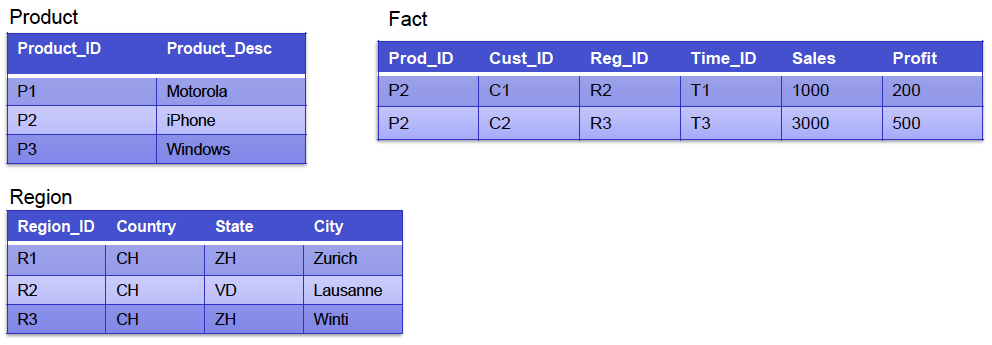 Product
Product_ID Product_Desc
P1 Motorola
P2 iPhone
P3 Windows
Fact
Prod_ID Cust_ID Reg_ID Time_ID Sales Profit
P2 C1 R2 T1 1000 200
P2 C2 R3 T3 3000 500
Region
Region_ID Country State City
R1 CH ZH Zurich
R2 CH VD Lausanne
R3 CH ZH Winti